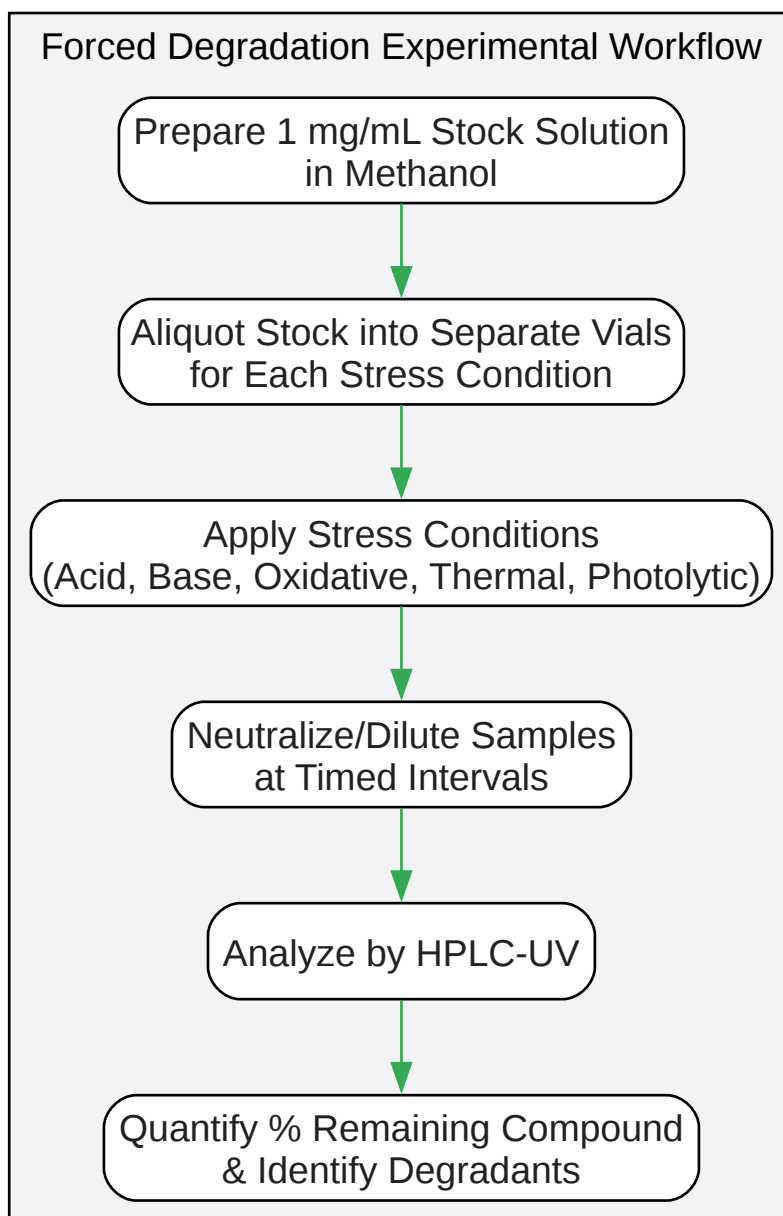 Forced Degradation Experimental Workflow
Prepare 1 mg/mL Stock Solution
in Methanol
Aliquot Stock into Separate Vials
for Each Stress Condition
Apply Stress Conditions
(Acid, Base, Oxidative, Thermal, Photolytic)
Neutralize/Dilute Samples
at Timed Intervals
Analyze by HPLC-UV
Quantify % Remaining Compound
& Identify Degradants